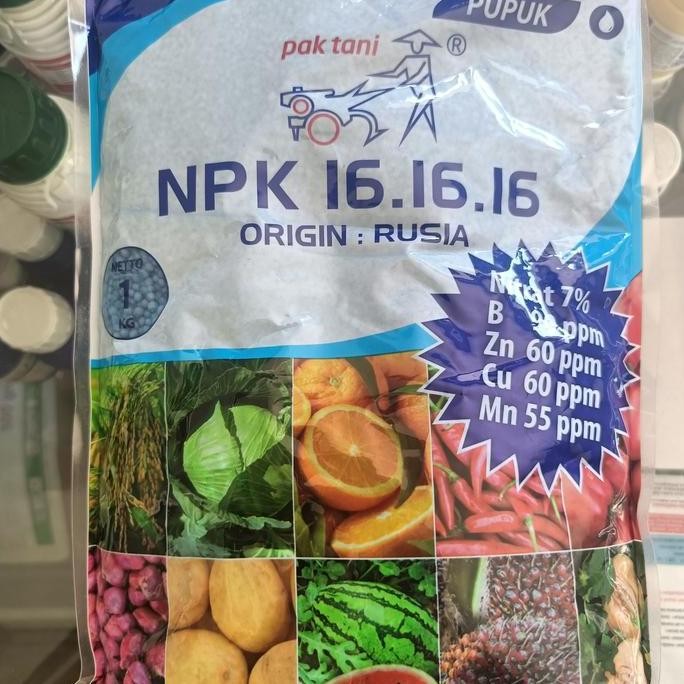 PUPUK
pak tani ®
NPK 16.16.16
ORIGIN : RUSIA
NETTO
1
KG
Nitrat 7%
B ppm
Zn 60 ppm
Cu 60 ppm
Mn 55 ppm